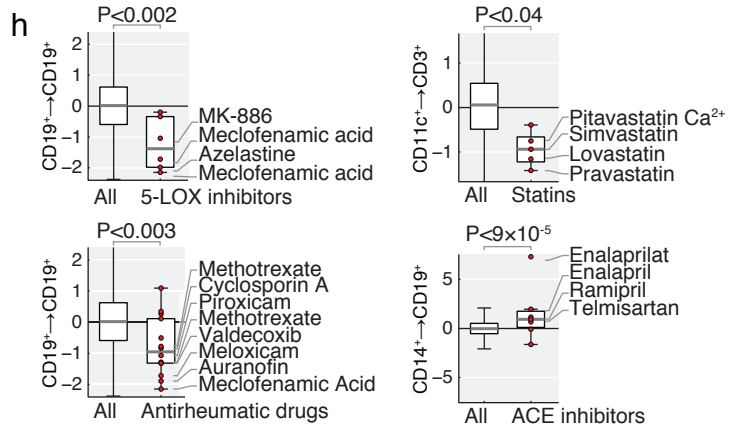 h
P<0.002
CD19⁺→CD19⁺
2
1
0
−1
−2
MK-886
Meclofenamic acid
Azelastine
Meclofenamic acid
All
5-LOX inhibitors
P<0.04
CD11c⁺→CD3⁺
1
0
−1
Pitavastatin Ca²⁺
Simvastatin
Lovastatin
Pravastatin
All
Statins
P<0.003
CD19⁺→CD19⁺
2
1
0
−1
−2
Methotrexate
Cyclosporin A
Piroxicam
Methotrexate
Valdecoxib
Meloxicam
Auranofin
Meclofenamic Acid
All
Antirheumatic drugs
P<9×10⁻⁵
CD14⁺→CD19⁺
5
0
−5
Enalaprilat
Enalapril
Ramipril
Telmisartan
All
ACE inhibitors